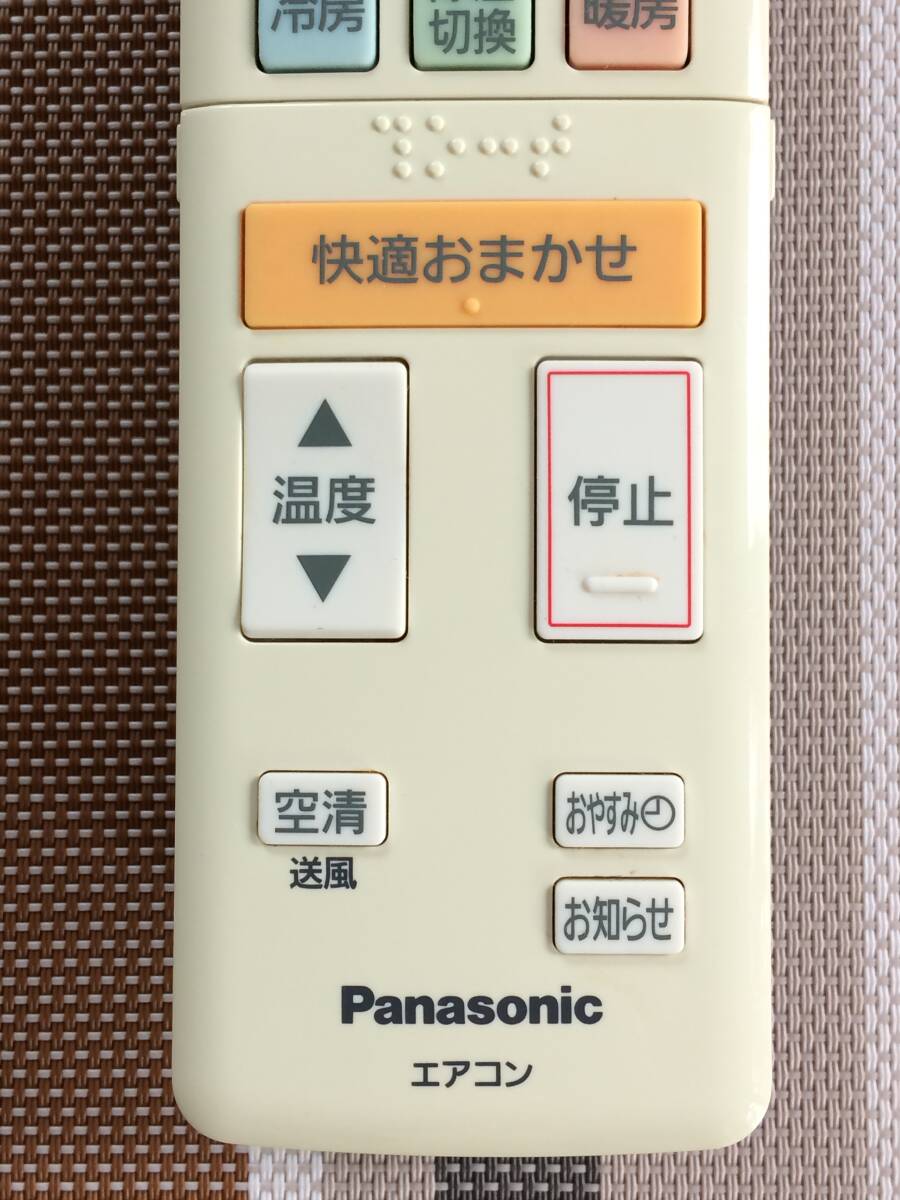 冷房
切換
暖房
快適おまかせ
温度
停止
空清
送風
おやすみ
お知らせ
Panasonic
エアコン